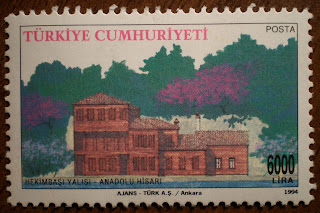 TÜRKİYE CUMHURİYETİ
POSTA
HEKİMBAŞI YALISI - ANADOLU HİSARI
6000
LİRA
AJANS - TÜRK A.Ş. / Ankara
1994